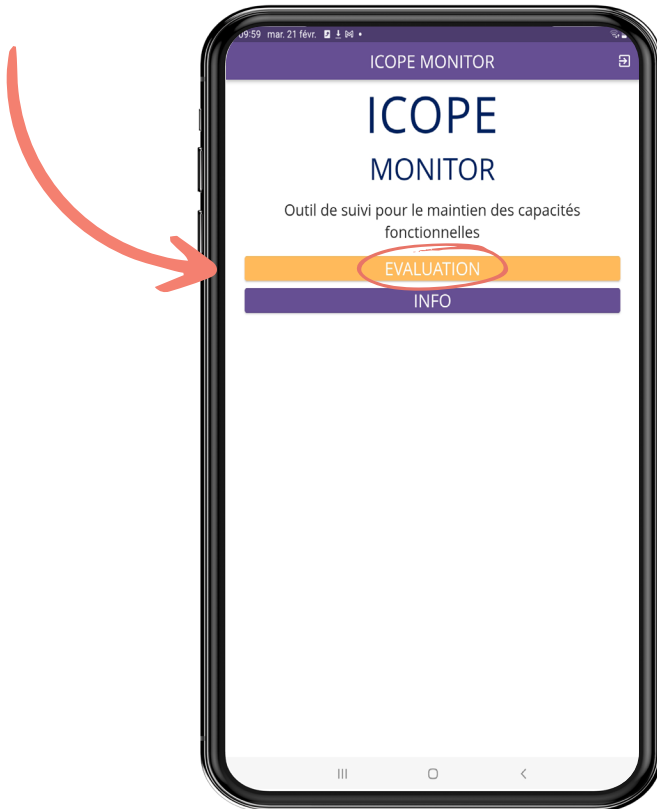 09:59 mar. 21 févr.
ICOPE MONITOR
ICOPE
MONITOR
Outil de suivi pour le maintien des capacités
fonctionnelles
EVALUATION
INFO